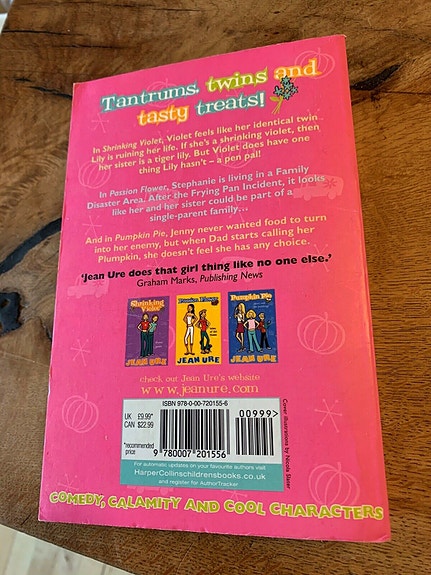 Tantrums, twins and
tasty treats!
In Shrinking Violet, Violet feels like her identical twin
Lily is ruining her life. If she's a shrinking violet, then
her sister is a tiger lily. But Violet does have one
thing Lily hasn't – a pen pal!
In Passion Flower, Stephanie is living in a Family
Disaster Area. After the Frying Pan Incident, it looks
like her and her sister could be part of a
single-parent family...
And in Pumpkin Pie, Jenny never wanted food to turn
into her enemy, but when Dad starts calling her
Plumpkin, she doesn't feel she has any choice.
'Jean Ure does that girl thing like no one else.'
Graham Marks, Publishing News
Shrinking Violet
JEAN URE
Passion Flower
JEAN URE
Pumpkin Pie
JEAN URE
check out Jean Ure's website
www.jeanure.com
ISBN 978-0-00-720155-6
UK £9.99*
CAN $22.99
*recommended
price
00999>
9 780007 201556
Cover illustrations by Nicola Slater
For automatic updates on your favourite authors visit
HarperCollinschildrensbooks.co.uk
and register for AuthorTracker
COMEDY, CALAMITY AND COOL CHARACTERS